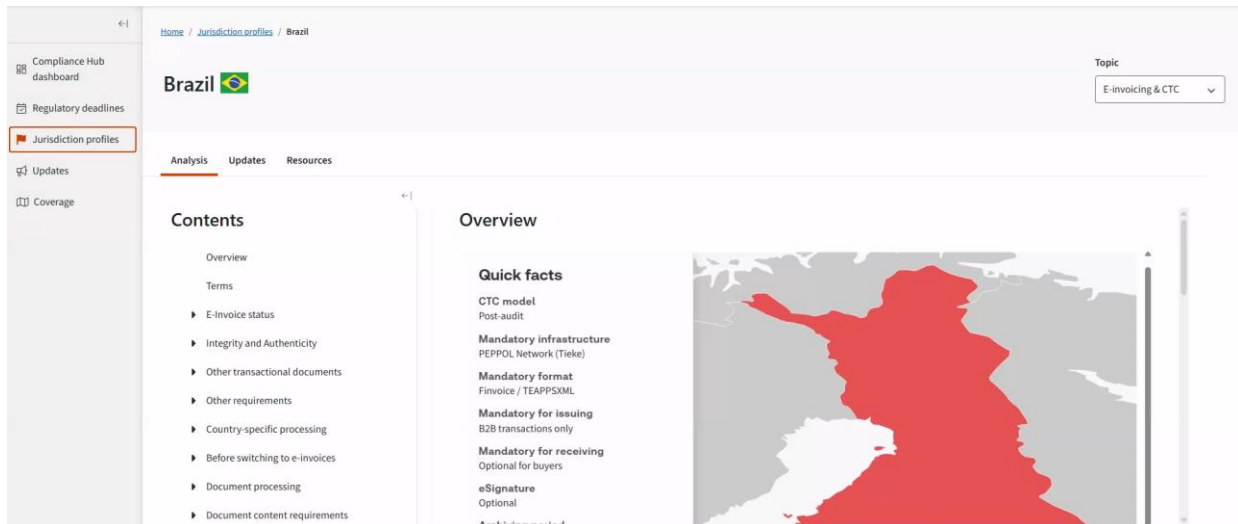 Home / Jurisdiction profiles / Brazil
Compliance Hub
dashboard
Regulatory deadlines
Jurisdiction profiles
Updates
Coverage
Brazil
Topic
E-invoicing & CTC
Analysis Updates Resources
Contents
Overview
Terms
E-Invoice status
Integrity and Authenticity
Other transactional documents
Other requirements
Country-specific processing
Before switching to e-invoices
Document processing
Document content requirements
Overview
Quick facts
CTC model
Post-audit
Mandatory infrastructure
PEPPOL Network (Tieke)
Mandatory format
Finvoice / TEAPPSXML
Mandatory for issuing
B2B transactions only
Mandatory for receiving
Optional for buyers
eSignature
Optional